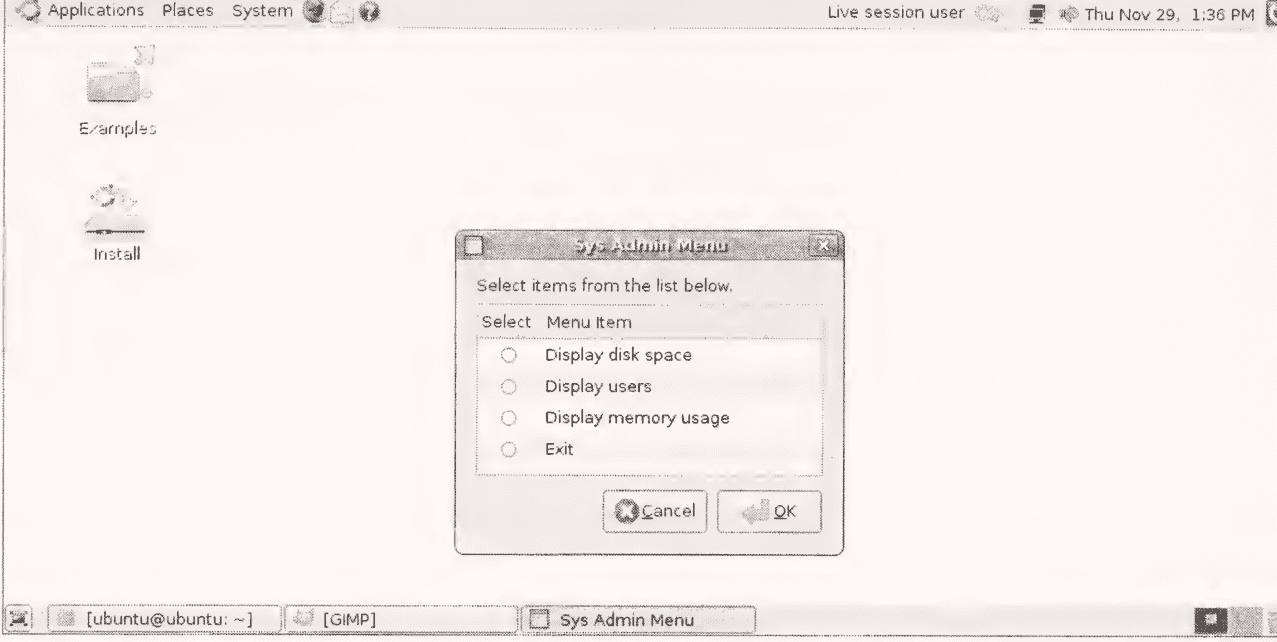 Applications Places System
Live session user Thu Nov 29, 1:36 PM
Examples
Install
Sys Admin Menu
Select items from the list below.
Select Menu Item
Display disk space
Display users
Display memory usage
Exit
Cancel OK
[ubuntu@ubuntu: ~] [GIMP] Sys Admin Menu